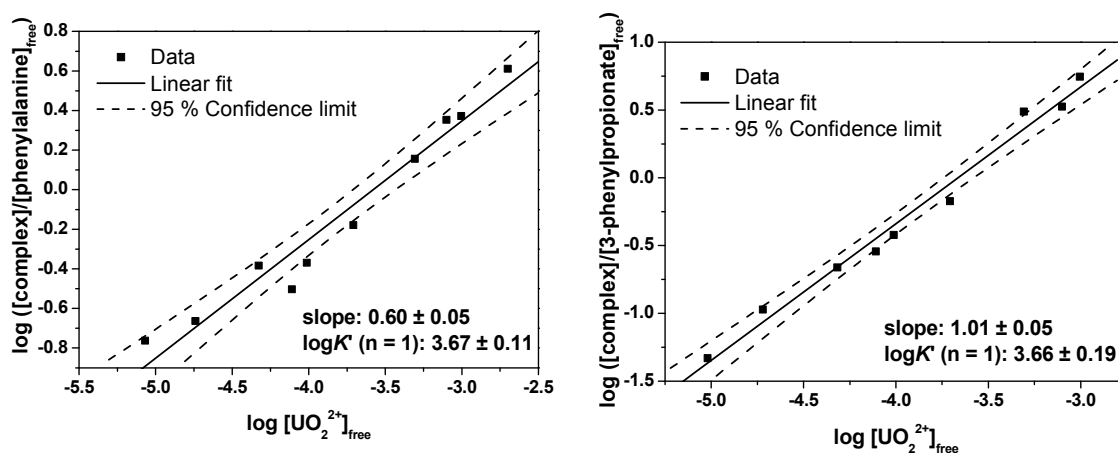 log ([complex]/[phenylalanine]free)
0.8
0.6
0.4
0.2
0.0
-0.2
-0.4
-0.6
-0.8
Data
Linear fit
95 % Confidence limit
slope: 0.60 ± 0.05
logK' (n = 1): 3.67 ± 0.11
-5.5 -5.0 -4.5 -4.0 -3.5 -3.0 -2.5
log [UO₂²⁺]free
log ([complex]/[3-phenylpropionate]free)
1.0
0.5
0.0
-0.5
-1.0
-1.5
Data
Linear fit
95 % Confidence limit
slope: 1.01 ± 0.05
logK' (n = 1): 3.66 ± 0.19
-5.0 -4.5 -4.0 -3.5 -3.0
log [UO₂²⁺]free